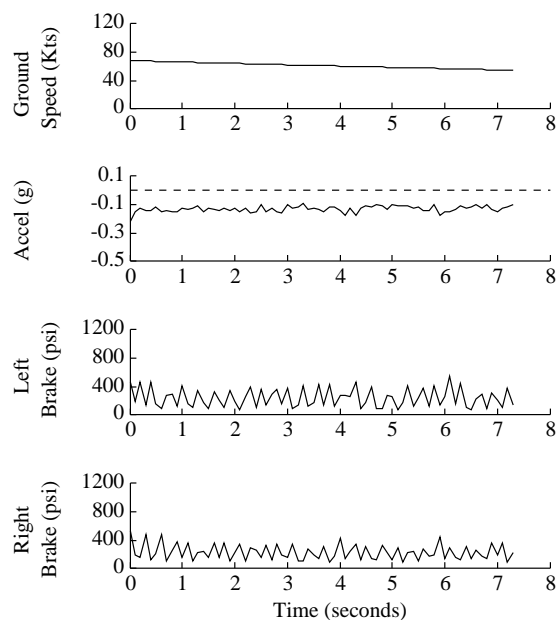 Ground
Speed (Kts)
120
80
40
0
0 1 2 3 4 5 6 7 8
Accel (g)
0.1
-0.1
-0.3
-0.5
0 1 2 3 4 5 6 7 8
Left
Brake (psi)
1200
800
400
0
0 1 2 3 4 5 6 7 8
Right
Brake (psi)
1200
800
400
0
0 1 2 3 4 5 6 7 8
Time (seconds)